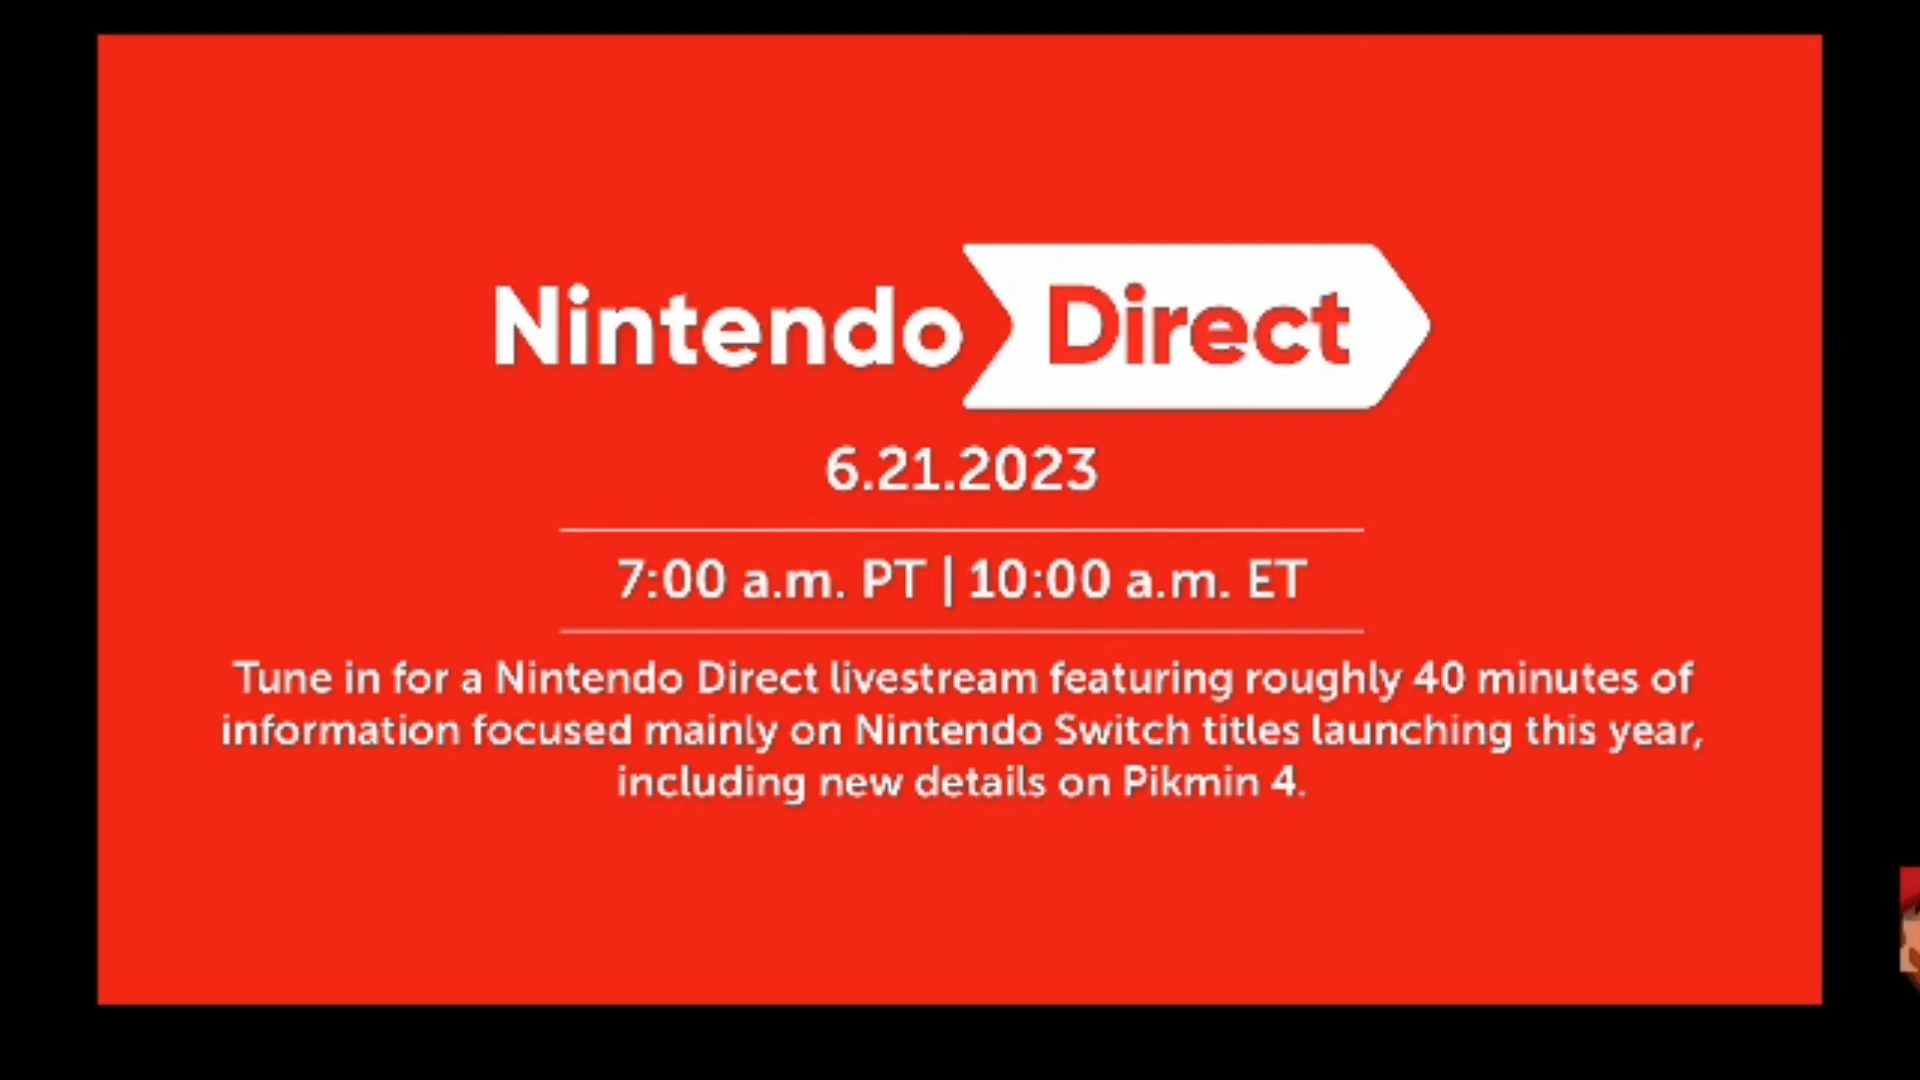 Nintendo Direct
6.21.2023
7:00 a.m. PT | 10:00 a.m. ET
Tune in for a Nintendo Direct livestream featuring roughly 40 minutes of
information focused mainly on Nintendo Switch titles launching this year,
including new details on Pikmin 4.